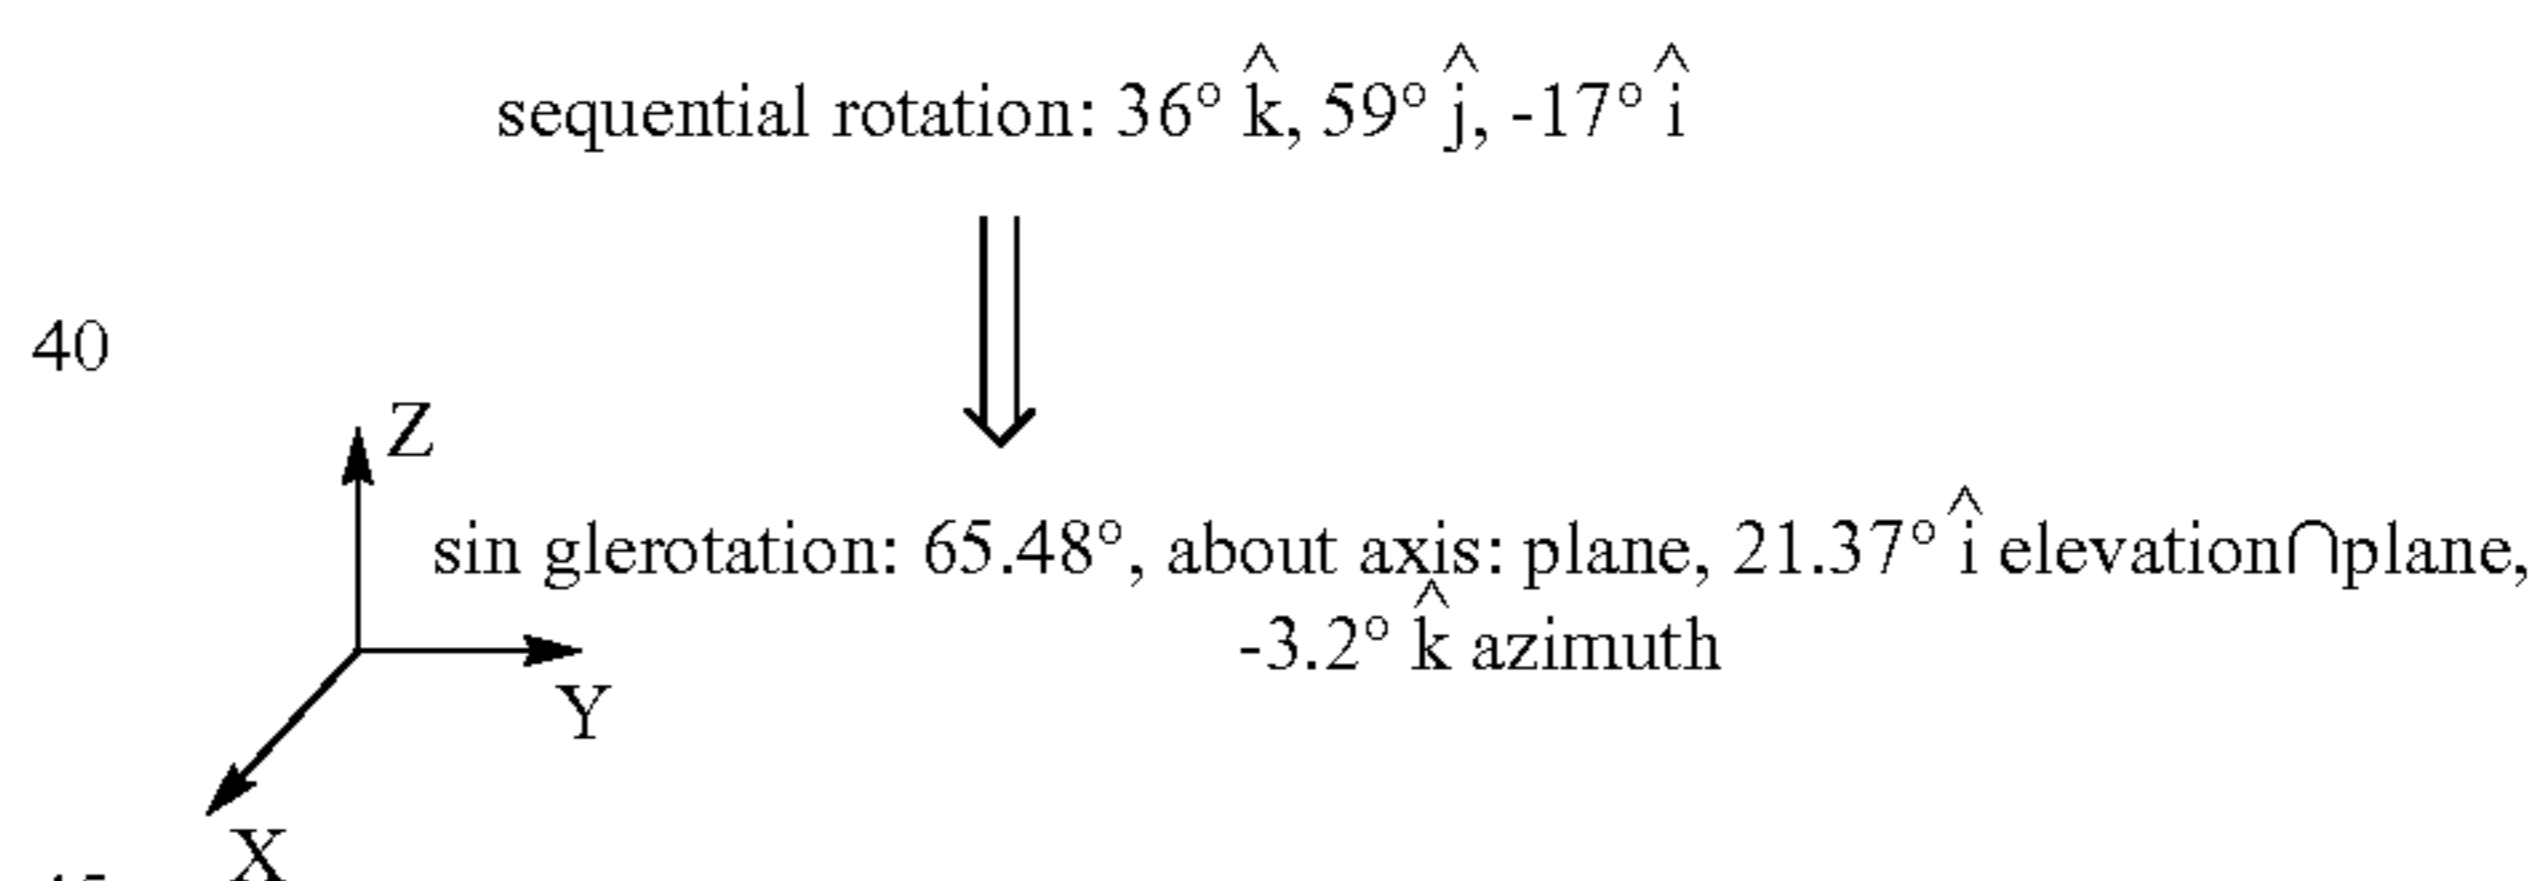 sequential rotation: 36° k̂, 59° ĵ, -17° î
40
Z
sin glerotation: 65.48°, about axis: plane, 21.37° î elevation∩plane,
-3.2° k̂ azimuth
Y
X